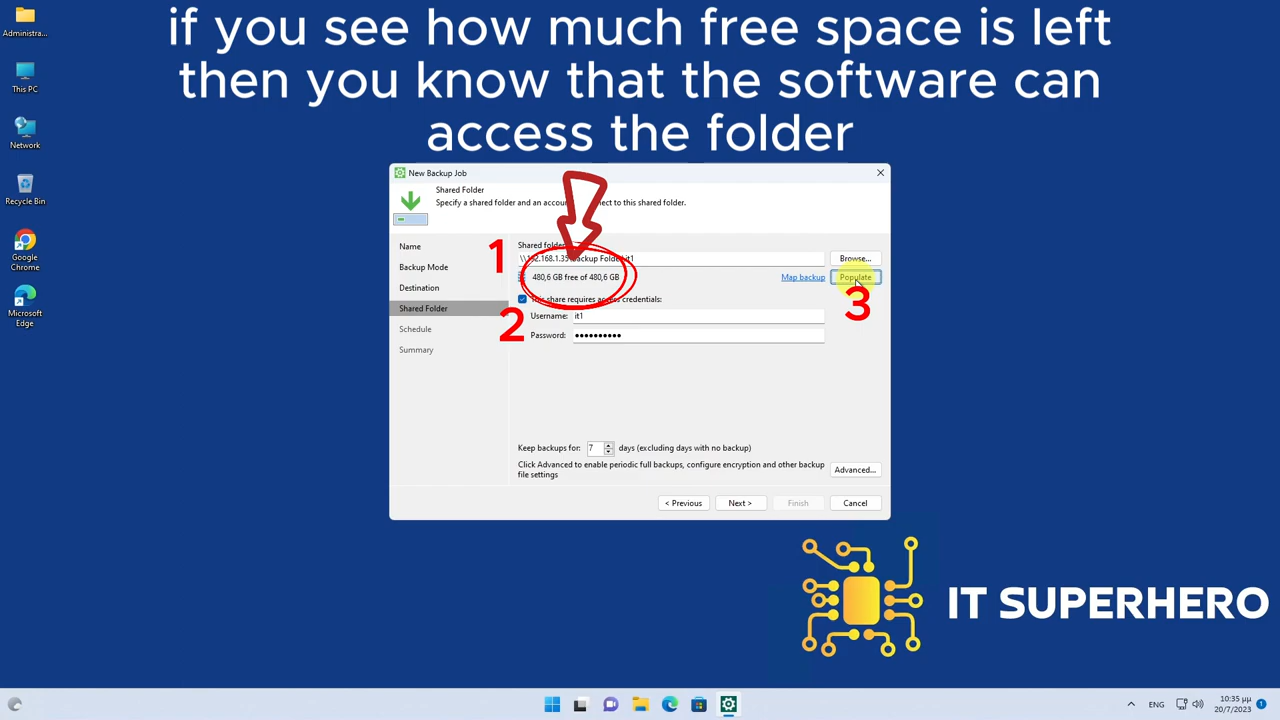 if you see how much free space is left
then you know that the software can
access the folder
Administra...
This PC
Network
Recycle Bin
Google
Chrome
Microsoft
Edge
New Backup Job
Shared Folder
Specify a shared folder and an to this shared folder.
Name
Backup Mode
Destination
Shared Folder
Schedule
Summary
1
Shared folder
Browse...
480,6 GB free of 480,6 GB
Map backup
Populate
3
This share requires access credentials:
2
Username: it1
Password: ●●●●●●●●●●
Keep backups for: 7 days (excluding days with no backup)
Click Advanced to enable periodic full backups, configure encryption and other backup
file settings
Advanced...
< Previous
Next >
Finish
Cancel
IT SUPERHERO
ENG
10:35 μμ
20/7/2023
1